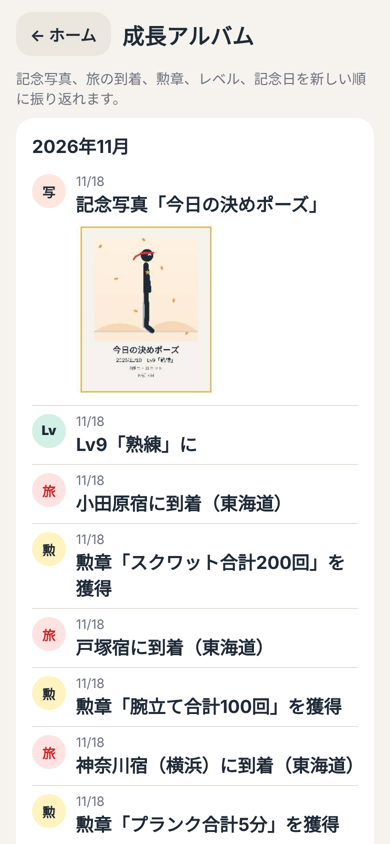 ← ホーム
成長アルバム
記念写真、旅の到着、勲章、レベル、記念日を新しい順
に振り返れます。
2026年11月
写
11/18
記念写真「今日の決めポーズ」
今日の決めポーズ
2026/11/18 Lv9「熟練」
Lv
11/18
Lv9「熟練」に
旅
11/18
小田原宿に到着（東海道）
勲
11/18
勲章「スクワット合計200回」を
獲得
旅
11/18
戸塚宿に到着（東海道）
勲
11/18
勲章「腕立て合計100回」を獲得
旅
11/18
神奈川宿（横浜）に到着（東海道）
勲
11/18
勲章「プランク合計5分」を獲得